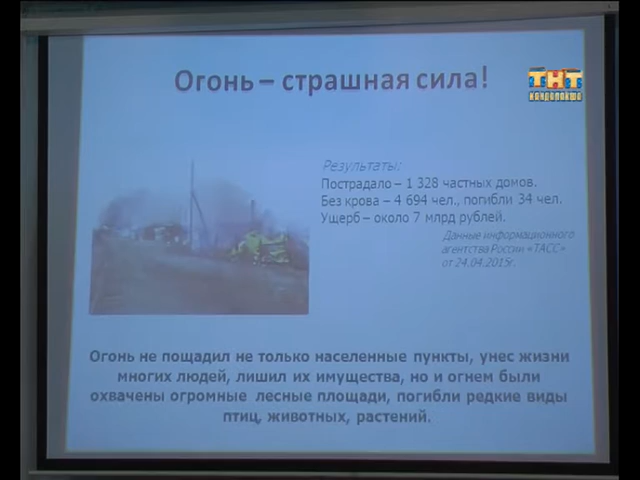 Огонь – страшная сила!
ТНТ
КАНДАЛАКША
Результаты:
Пострадало – 1 328 частных домов.
Без крова – 4 694 чел., погибли 34 чел.
Ущерб – около 7 млрд рублей.
Данные информационного
агентства России «ТАСС»
от 24.04.2015г.
Огонь не пощадил не только населенные пункты, унес жизни
многих людей, лишил их имущества, но и огнем были
охвачены огромные лесные площади, погибли редкие виды
птиц, животных, растений.